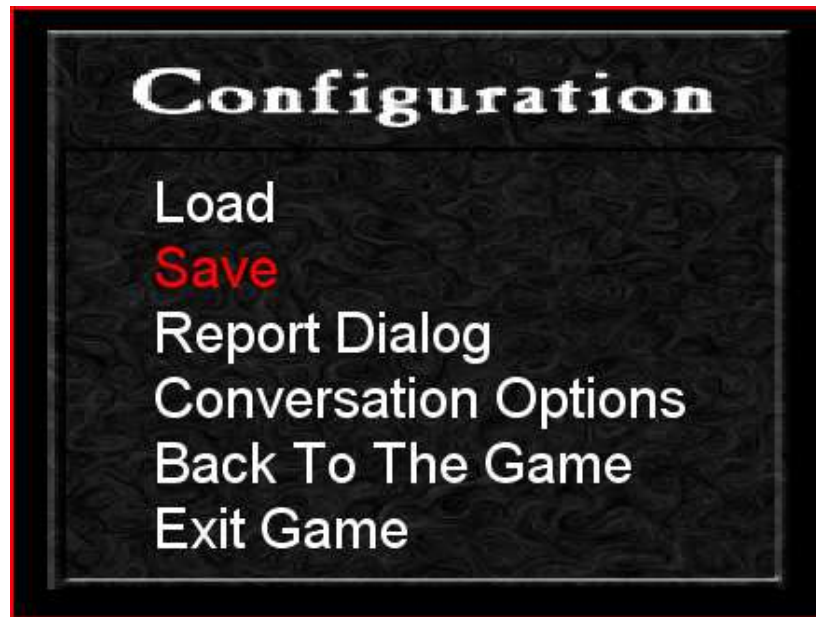 Configuration
Load
Save
Report Dialog
Conversation Options
Back To The Game
Exit Game